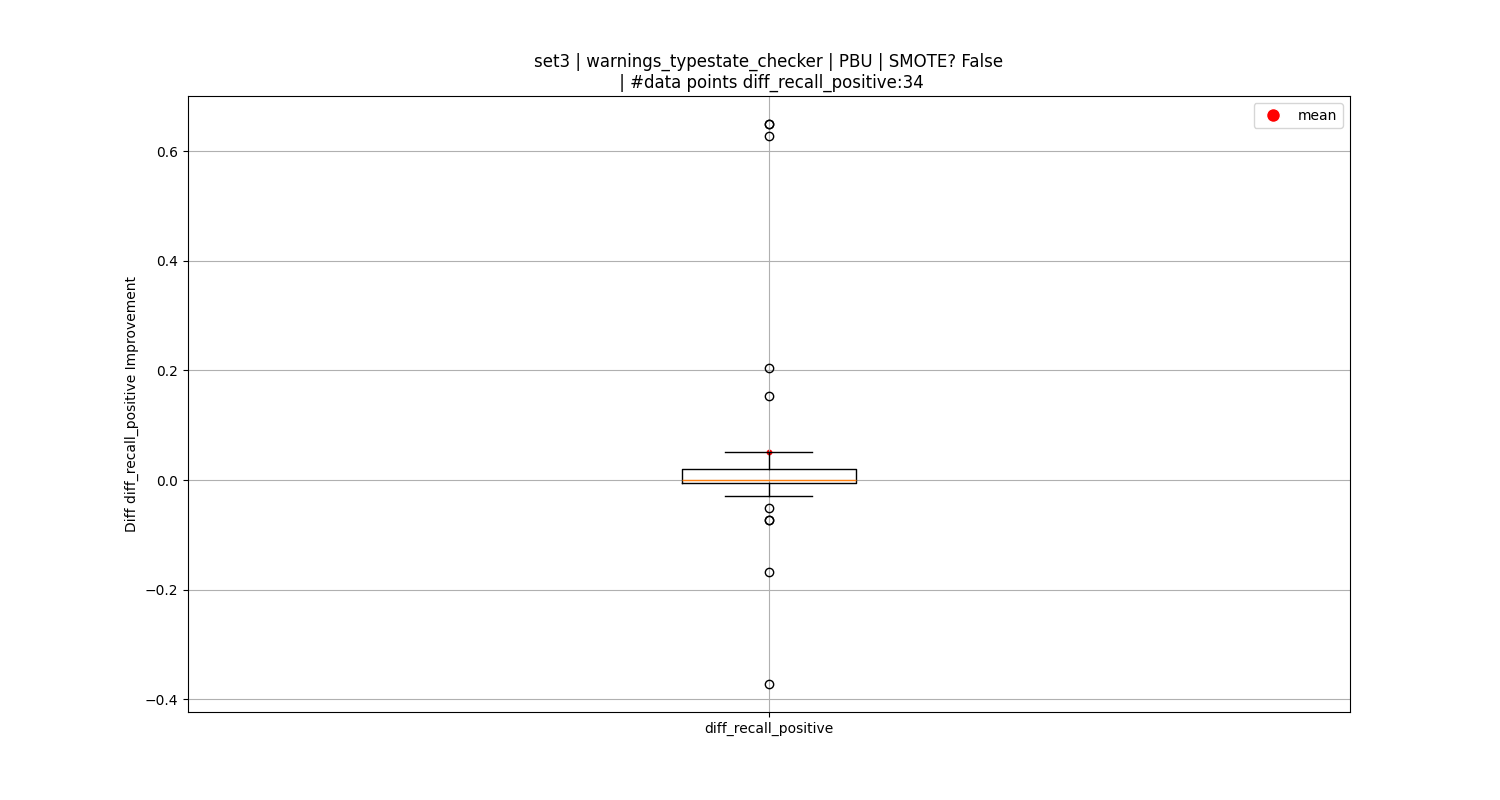 set3 | warnings_typestate_checker | PBU | SMOTE? False
| #data points diff_recall_positive:34
mean
0.6
0.4
0.2
0.0
−0.2
−0.4
Diff diff_recall_positive Improvement
diff_recall_positive